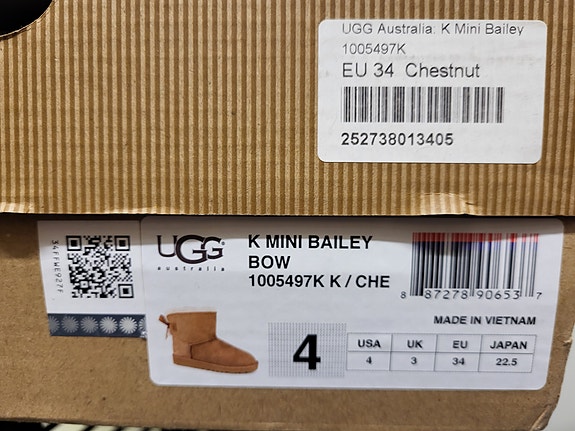 UGG Australia: K Mini Bailey
1005497K
EU 34 Chestnut
252738013405
34FFWE927F
UGG®
australia
K MINI BAILEY
BOW
1005497K K / CHE
8 87278 90653 7
MADE IN VIETNAM
4
USA UK EU JAPAN
4 3 34 22.5